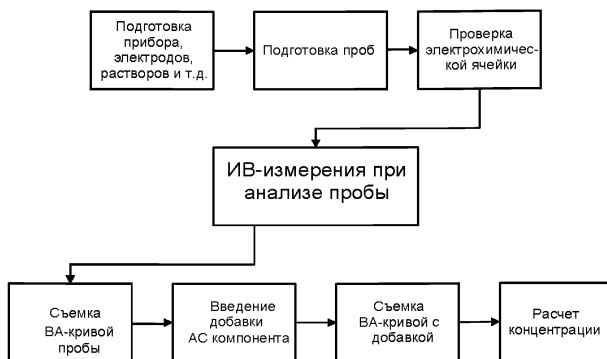 Подготовка
прибора,
электродов,
растворов и т.д.
Подготовка проб
Проверка
электрохимичес-
кой ячейки
ИВ-измерения при
анализе пробы
Съемка
ВА-кривой
пробы
Введение
добавки
АС компонента
Съемка
ВА-кривой с
добавкой
Расчет
концентрации